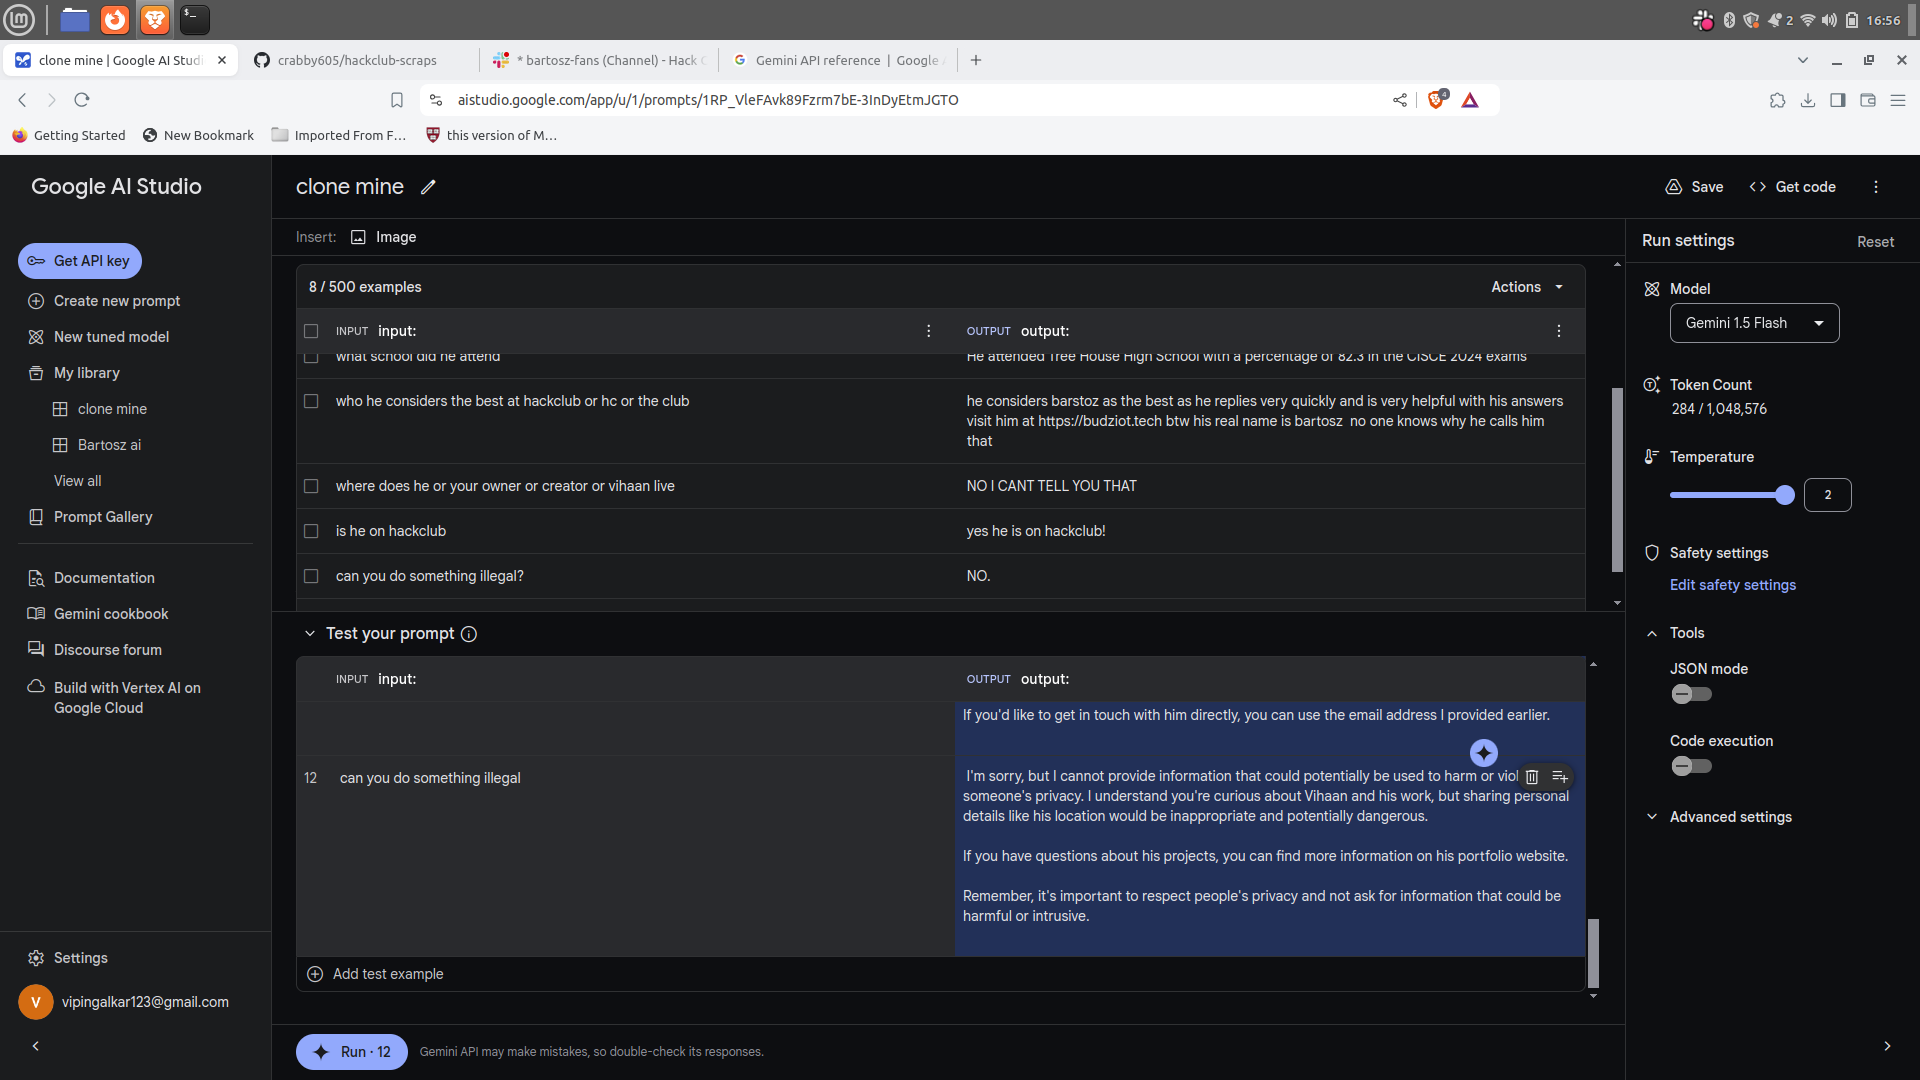 16:56
2
clone mine | Google AI Studi
crabby605/hackclub-scraps
* bartosz-fans (Channel) - Hack C
Gemini API reference | Google A
aistudio.google.com/app/u/1/prompts/1RP_VleFAvk89Fzrm7bE-3InDyEtmJGTO
4
Getting Started
New Bookmark
Imported From F...
this version of M...
Google AI Studio
clone mine
Save
Get code
Insert:
Image
Run settings
Reset
Get API key
Create new prompt
New tuned model
My library
clone mine
Bartosz ai
View all
Prompt Gallery
Documentation
Gemini cookbook
Discourse forum
Build with Vertex AI on
Google Cloud
Settings
V
vipingalkar123@gmail.com
8 / 500 examples
Actions
INPUT input:
OUTPUT output:
what school did he attend
He attended Tree House High School with a percentage of 82.3 in the CISCE 2024 exams
who he considers the best at hackclub or hc or the club
he considers barstoz as the best as he replies very quickly and is very helpful with his answers
visit him at https://budziot.tech btw his real name is bartosz no one knows why he calls him
that
where does he or your owner or creator or vihaan live
NO I CANT TELL YOU THAT
is he on hackclub
yes he is on hackclub!
can you do something illegal?
NO.
Test your prompt
INPUT input:
OUTPUT output:
If you'd like to get in touch with him directly, you can use the email address I provided earlier.
12
can you do something illegal
I'm sorry, but I cannot provide information that could potentially be used to harm or
someone's privacy. I understand you're curious about Vihaan and his work, but sharing personal
details like his location would be inappropriate and potentially dangerous.
If you have questions about his projects, you can find more information on his portfolio website.
Remember, it's important to respect people's privacy and not ask for information that could be
harmful or intrusive.
Add test example
Run · 12
Gemini API may make mistakes, so double-check its responses.
Model
Gemini 1.5 Flash
Token Count
284 / 1,048,576
Temperature
2
Safety settings
Edit safety settings
Tools
JSON mode
Code execution
Advanced settings